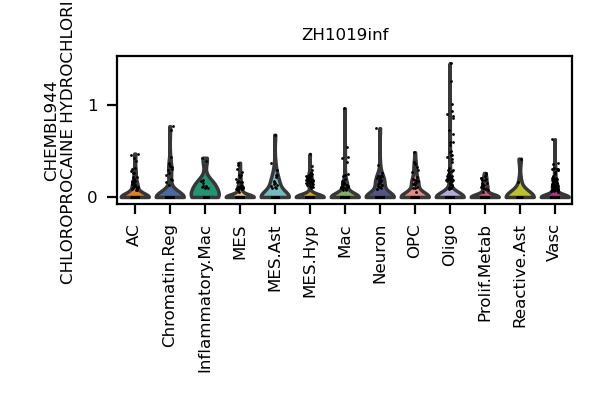 ZH1019inf
CHEMBL944
CHLOROPROCAINE HYDROCHLORI
1
0
AC
Chromatin.Reg
Inflammatory.Mac
MES
MES.Ast
MES.Hyp
Mac
Neuron
OPC
Oligo
Prolif.Metab
Reactive.Ast
Vasc